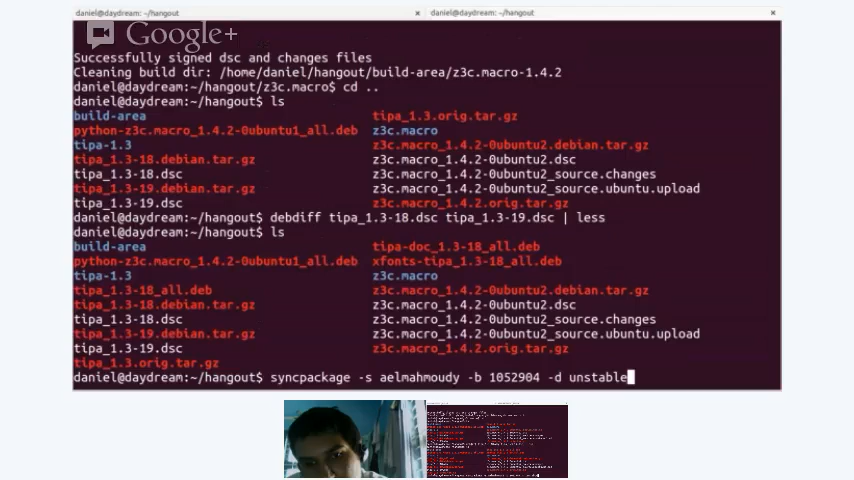 daniel@daydream: ~/hangout × daniel@daydream: ~/hangout ×
Google+
Successfully signed dsc and changes files
Cleaning build dir: /home/daniel/hangout/build-area/z3c.macro-1.4.2
daniel@daydream:~/hangout/z3c.macro$ cd ..
daniel@daydream:~/hangout$ ls
build-area tipa_1.3.orig.tar.gz
python-z3c.macro_1.4.2-0ubuntu1_all.deb z3c.macro
tipa-1.3 z3c.macro_1.4.2-0ubuntu2.debian.tar.gz
tipa_1.3-18.debian.tar.gz z3c.macro_1.4.2-0ubuntu2.dsc
tipa_1.3-18.dsc z3c.macro_1.4.2-0ubuntu2_source.changes
tipa_1.3-19.debian.tar.gz z3c.macro_1.4.2-0ubuntu2_source.ubuntu.upload
tipa_1.3-19.dsc z3c.macro_1.4.2.orig.tar.gz
daniel@daydream:~/hangout$ debdiff tipa_1.3-18.dsc tipa_1.3-19.dsc | less
daniel@daydream:~/hangout$ ls
build-area tipa-doc_1.3-18_all.deb
python-z3c.macro_1.4.2-0ubuntu1_all.deb xfonts-tipa_1.3-18_all.deb
tipa-1.3 z3c.macro
tipa_1.3-18_all.deb z3c.macro_1.4.2-0ubuntu2.debian.tar.gz
tipa_1.3-18.debian.tar.gz z3c.macro_1.4.2-0ubuntu2.dsc
tipa_1.3-18.dsc z3c.macro_1.4.2-0ubuntu2_source.changes
tipa_1.3-19.debian.tar.gz z3c.macro_1.4.2-0ubuntu2_source.ubuntu.upload
tipa_1.3-19.dsc z3c.macro_1.4.2.orig.tar.gz
tipa_1.3.orig.tar.gz
daniel@daydream:~/hangout$ syncpackage -s aelmahmoudy -b 1052904 -d unstable